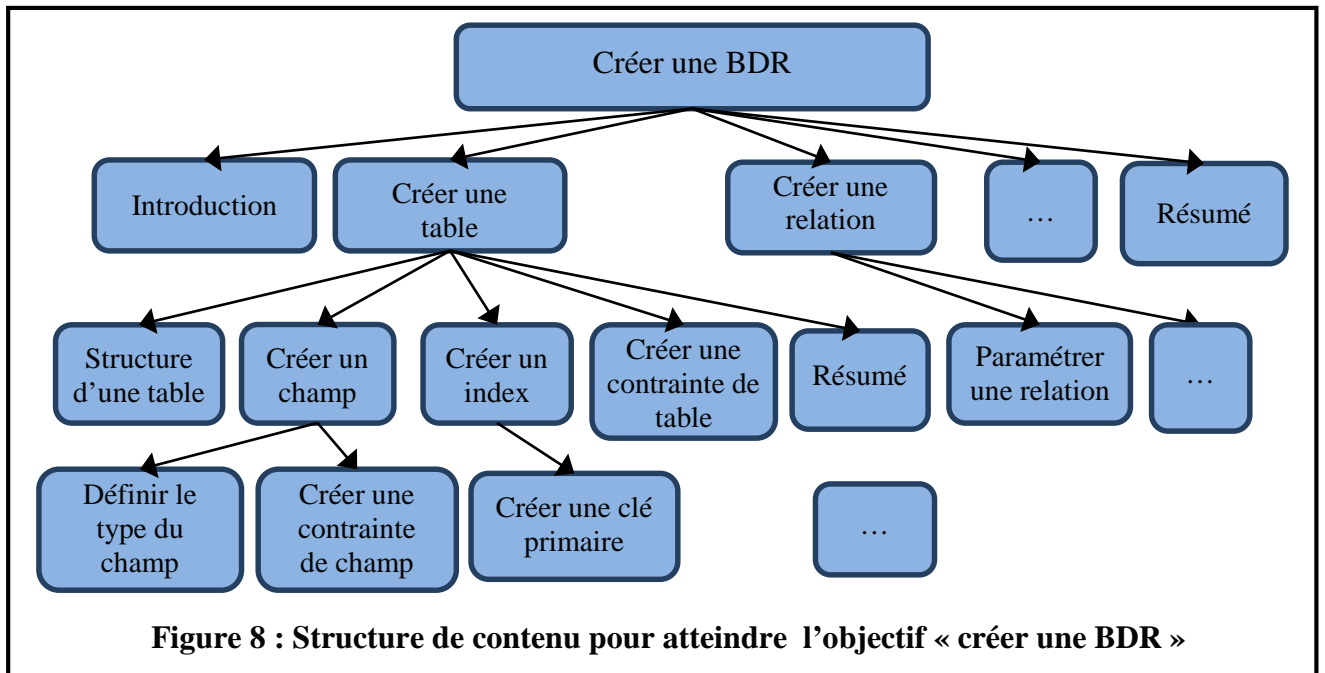 Créer une BDR
Introduction
Créer une
table
Créer une
relation
…
Résumé
Structure
d’une table
Créer un
champ
Créer un
index
Créer une
contrainte de
table
Résumé
Paramétrer
une relation
…
Définir le
type du
champ
Créer une
contrainte
de champ
Créer une clé
primaire
…
Figure 8 : Structure de contenu pour atteindre l’objectif « créer une BDR »